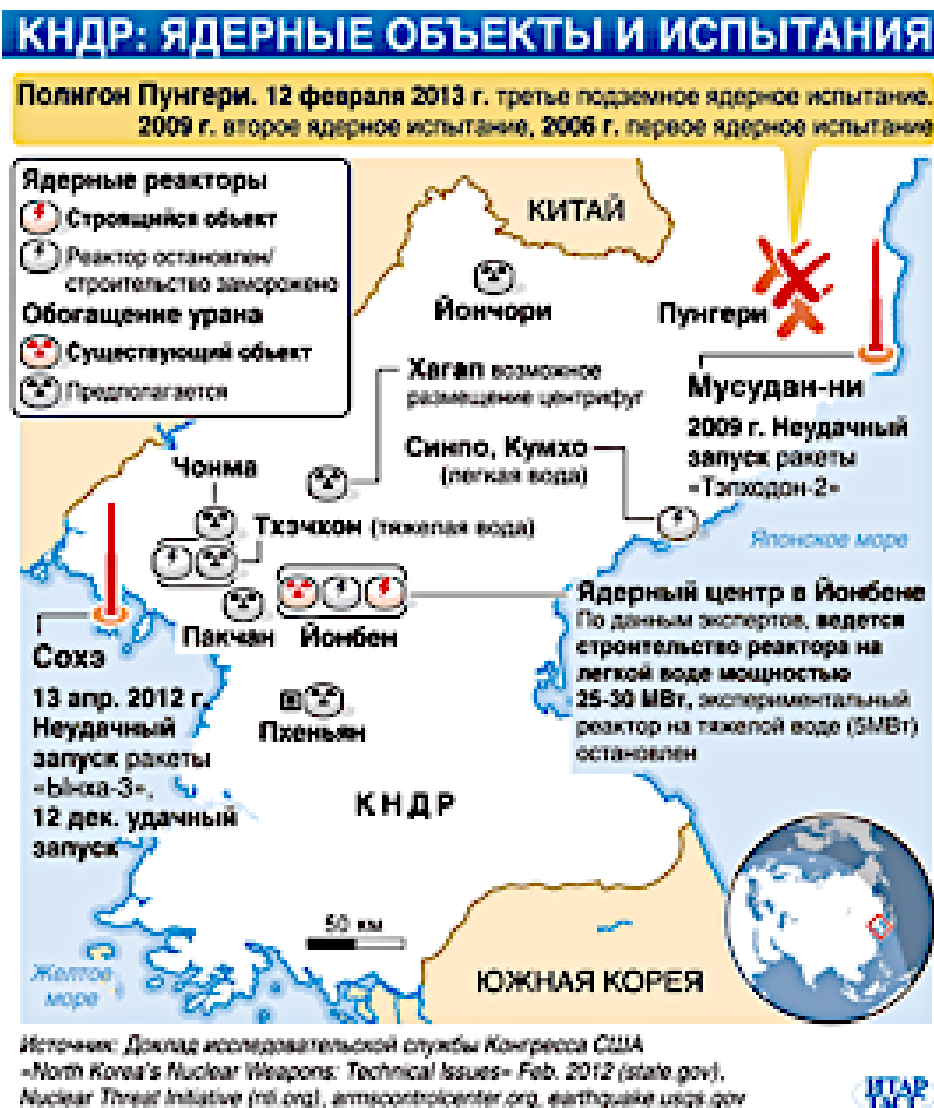 КНДР: ЯДЕРНЫЕ ОБЪЕКТЫ И ИСПЫТАНИЯ
Полигон Пунгери. 12 февраля 2013 г. третье подземное ядерное испытание.
2009 г. второе ядерное испытание, 2006 г. первое ядерное испытание
Ядерные реакторы
Строящийся объект
Реактор остановлен/
строительство заморожено
Обогащение урана
Существующий объект
Предполагается
КИТАЙ
Йончори
Пунгери
Хагап возможное
размещение центрифуг
Мусудан-ни
2009 г. Неудачный
запуск ракеты
«Тэпходон-2»
Синпо, Кумхо
(легкая вода)
Чонма
Тхэчхон (тяжелая вода)
Японское море
Пакчан
Йонбен
Ядерный центр в Йонбене
По данным экспертов, ведется
строительство реактора на
легкой воде мощностью
25-30 МВт, экспериментальный
реактор на тяжелой воде (5МВт)
остановлен
Сохэ
13 апр. 2012 г.
Неудачный
запуск ракеты
«Ынха-3»,
12 дек. удачный
запуск
Пхеньян
КНДР
50 км
Желтое
море
ЮЖНАЯ КОРЕЯ
Источник: Доклад исследовательской службы Конгресса США
«North Korea's Nuclear Weapons: Technical Issues» Feb. 2012 (state.gov),
Nuclear Threat Initiative (nti.org), armscontrolcenter.org, earthquake.usgs.gov
ИТАР
ТАСС